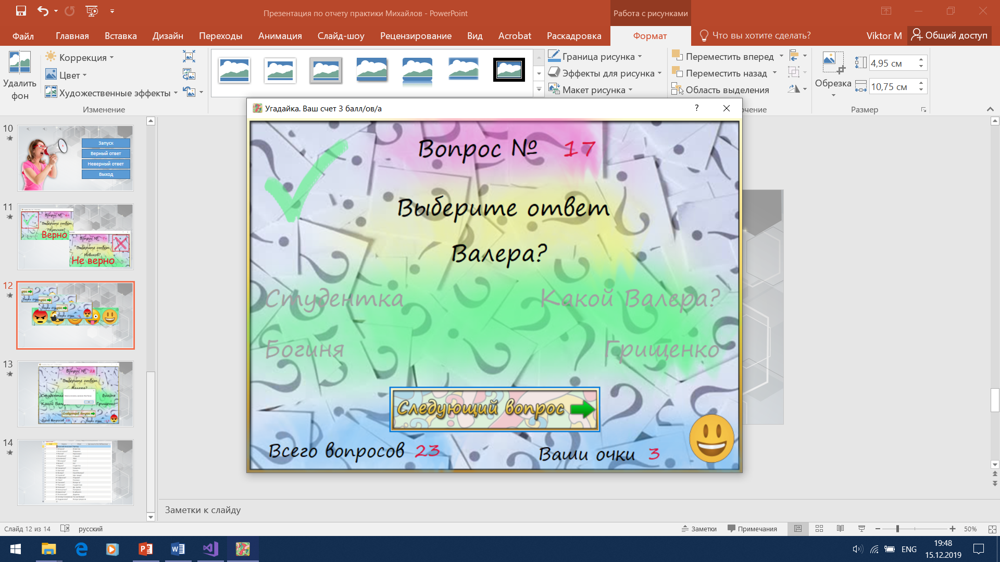 Презентация по отчету практики Михайлов - PowerPoint
Работа с рисунками
Файл Главная Вставка Дизайн Переходы Анимация Слайд-шоу Рецензирование Вид Acrobat Раскадровка Формат Что вы хотите сделать? Viktor M Общий доступ
Удалить фон
Коррекция
Цвет
Художественные эффекты
Изменение
Граница рисунка
Эффекты для рисунка
Макет рисунка
Переместить вперед
Переместить назад
Область выделения
очение
Обрезка
4,95 см
10,75 см
Размер
Угадайка. Ваш счет 3 балл/ов/а
?
Вопрос № 17
Выберите ответ
Валера?
Студентка Какой Валера?
Богиня Грищенко
Следующий вопрос
Всего вопросов 23 Ваши очки 3
10
Запуск
Верный ответ
Неверный ответ
Выход
11
Вопрос №
Выберите ответ
Реутская?
Верно
Вопрос №
Выберите ответ
Новиков?
Не верно
12
13
Вопрос № 23
Выберите ответ
Валера?
Студентка Богиня
Какой Вале Грищенко
Следующий вопрос
Всего вопросов
14
Заметки к слайду
Слайд 12 из 14 русский
Заметки Примечания 50%
ENG
19:48
15.12.2019